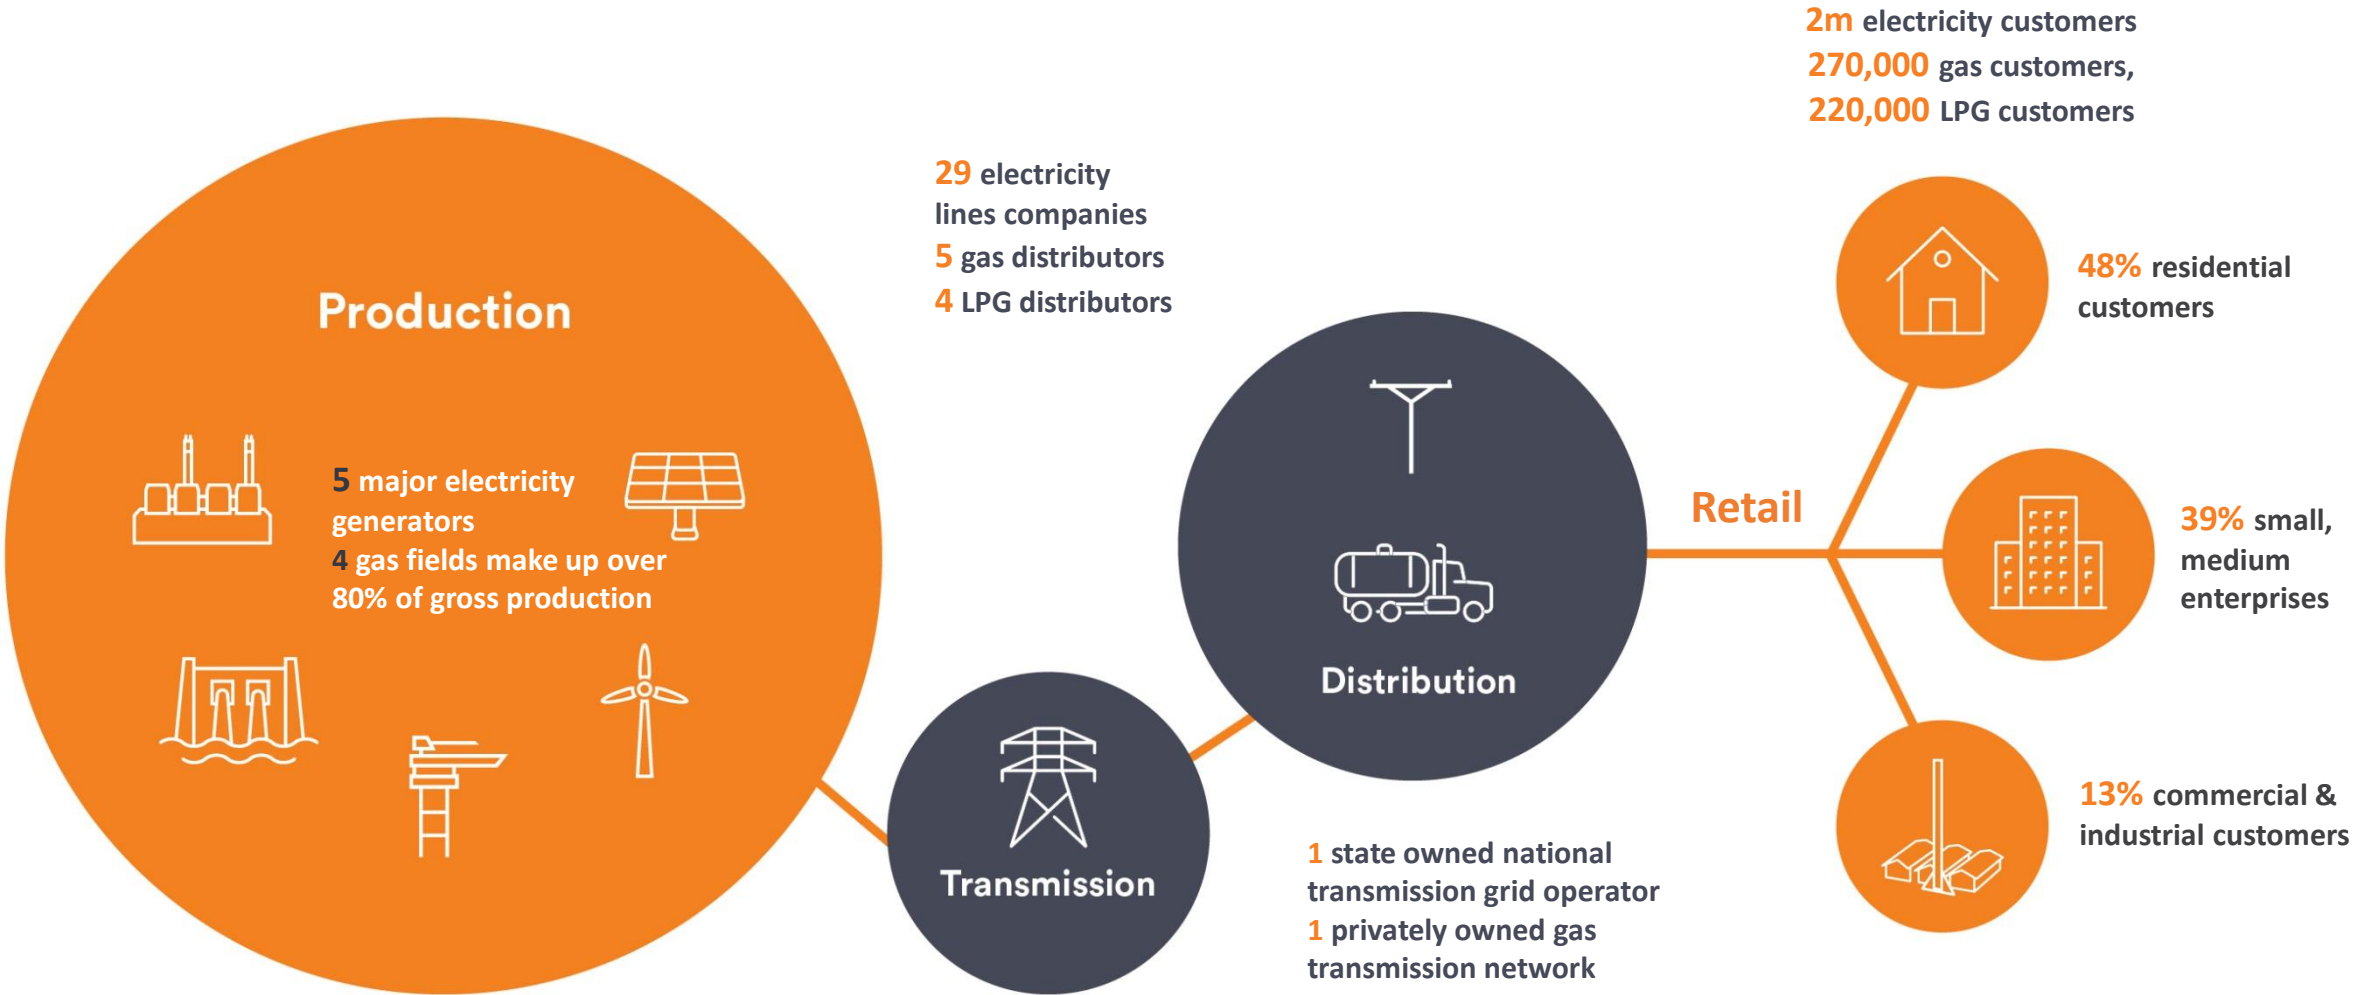 Production
5 major electricity
generators
4 gas fields make up over
80% of gross production
29 electricity
lines companies
5 gas distributors
4 LPG distributors
Transmission
1 state owned national
transmission grid operator
1 privately owned gas
transmission network
Distribution
Retail
2m electricity customers
270,000 gas customers,
220,000 LPG customers
48% residential
customers
39% small,
medium
enterprises
13% commercial &
industrial customers